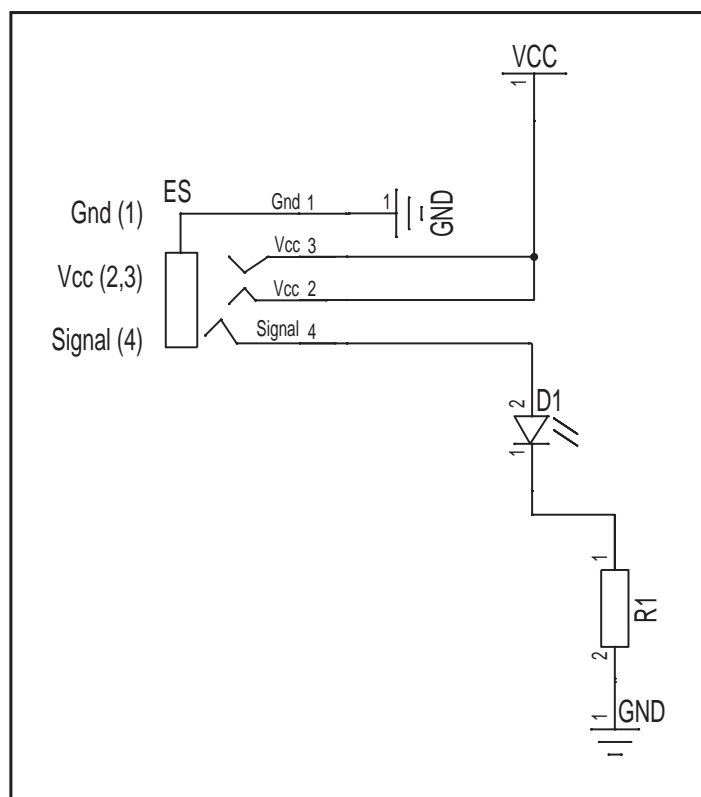 VCC
1
ES
Gnd (1)
Gnd 1
1
GND
Vcc 3
Vcc (2,3)
Vcc 2
Signal (4)
Signal 4
2
D1
1
1
R1
2
1
GND